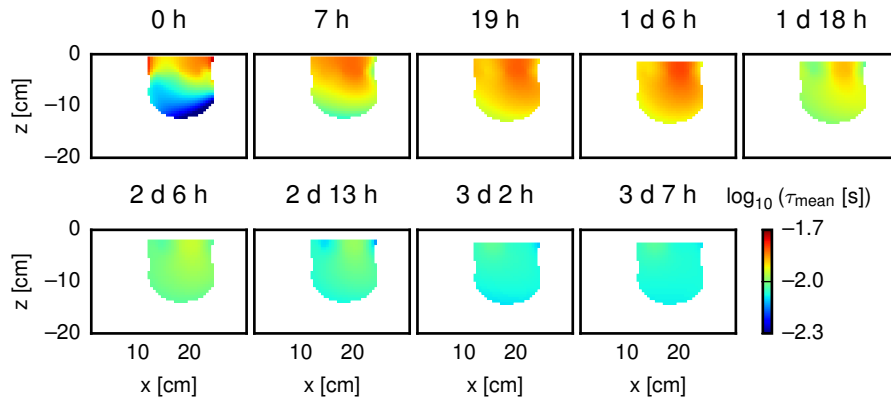 0 h 7 h 19 h 1 d 6 h 1 d 18 h
0
−10
−20
z [cm]
2 d 6 h 2 d 13 h 3 d 2 h 3 d 7 h log₁₀ (τmean [s])
0
−10
−20
z [cm]
−1.7
−2.0
−2.3
10 20 10 20 10 20 10 20
x [cm] x [cm] x [cm] x [cm]